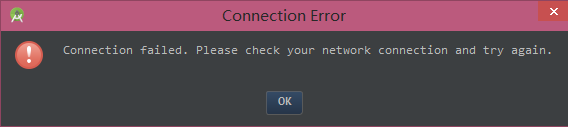 Connection Error
Connection failed. Please check your network connection and try again.
OK